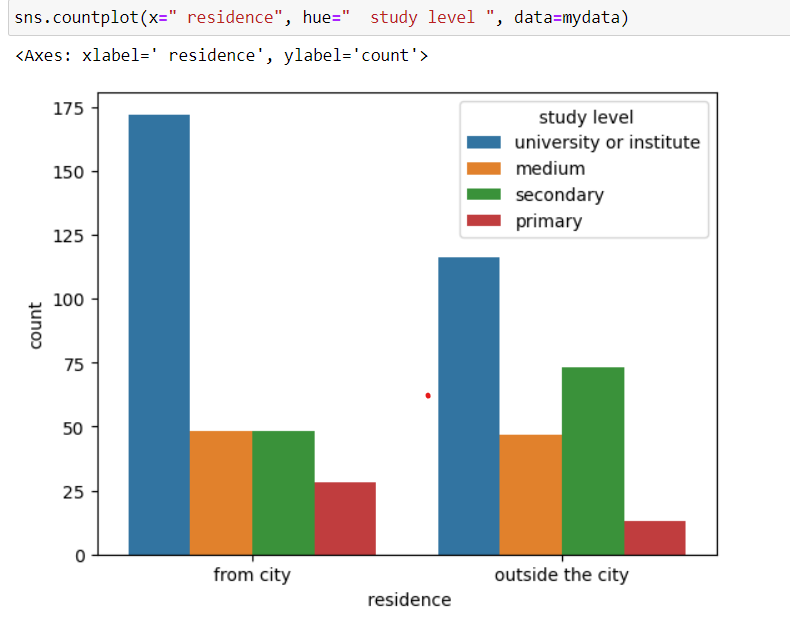 sns.countplot(x=" residence", hue="  study level ", data=mydata)
<Axes: xlabel=' residence', ylabel='count'>
study level
university or institute
medium
secondary
primary
175
150
125
100
75
50
25
0
count
from city
outside the city
residence